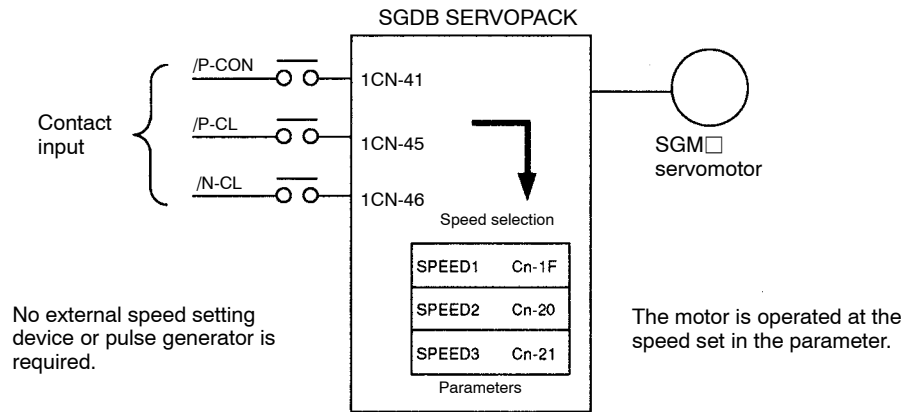 SGDB SERVOPACK
/P-CON
1CN-41
Contact
input
/P-CL
1CN-45
/N-CL
1CN-46
SGM□
servomotor
Speed selection
SPEED1 Cn-1F
SPEED2 Cn-20
SPEED3 Cn-21
Parameters
No external speed setting
device or pulse generator is
required.
The motor is operated at the
speed set in the parameter.